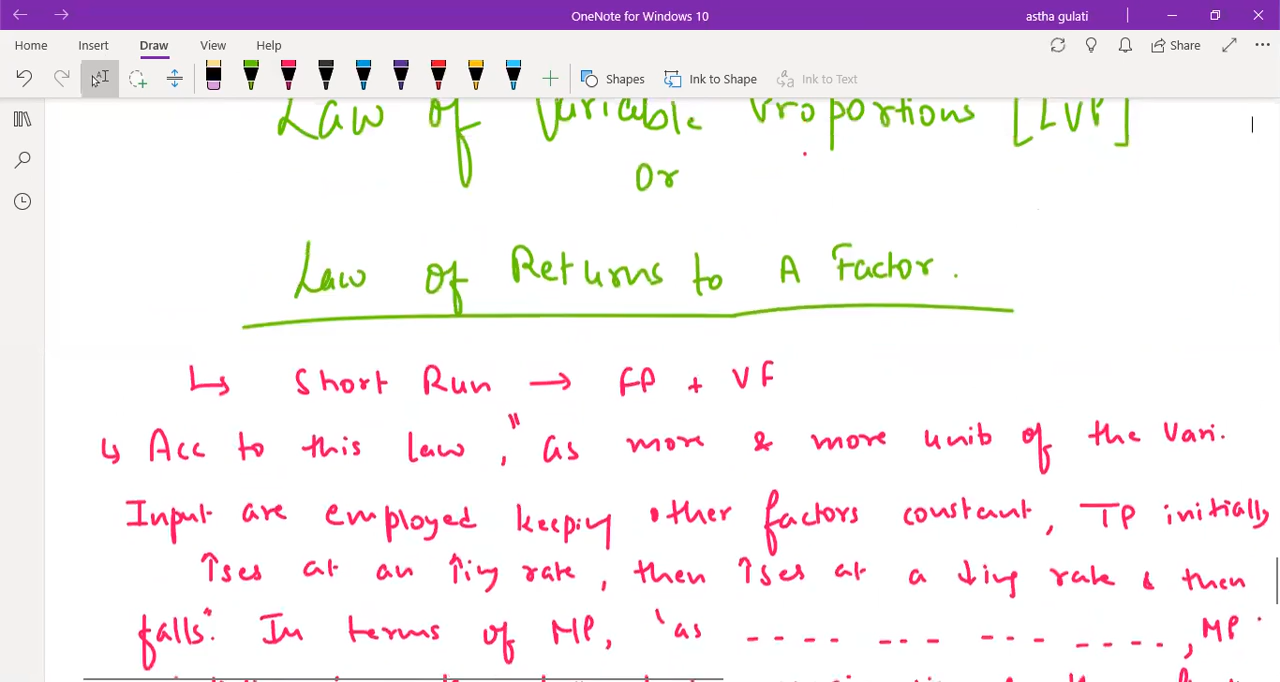 OneNote for Windows 10
astha gulati
Home Insert Draw View Help
Share
Shapes Ink to Shape Ink to Text
Law of Variable Proportions [LVP]
Or
Law of Returns to A Factor.
↳ Short Run → FP + VF
↳ Acc to this law, "as more & more units of the Vari.
Input are employed keeping other factors constant, TP initially
↑ses at an ↑ing rate, then ↑ses at a ↓ing rate & then
falls". In terms of MP, "as ---- --- --- ----, MP